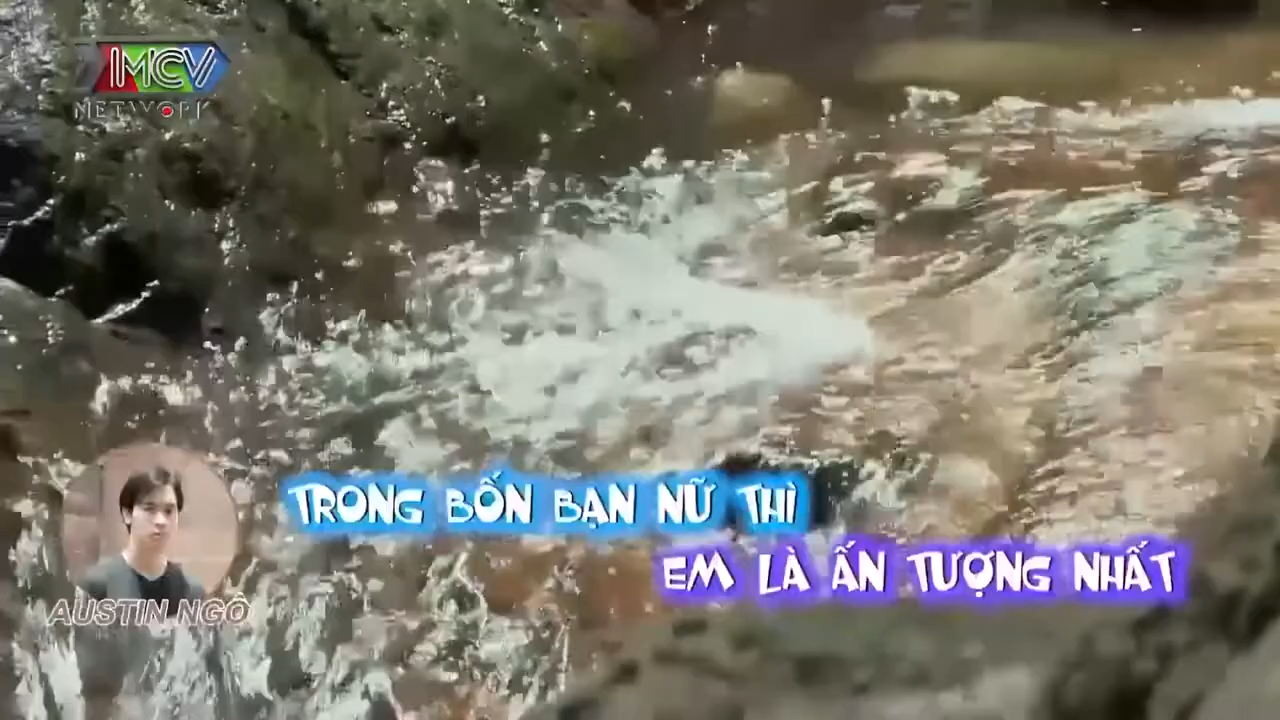 MCV
NETWORK
TRONG BỐN BẠN NỮ THÌ
EM LÀ ẤN TƯỢNG NHẤT
AUSTIN NGÔ